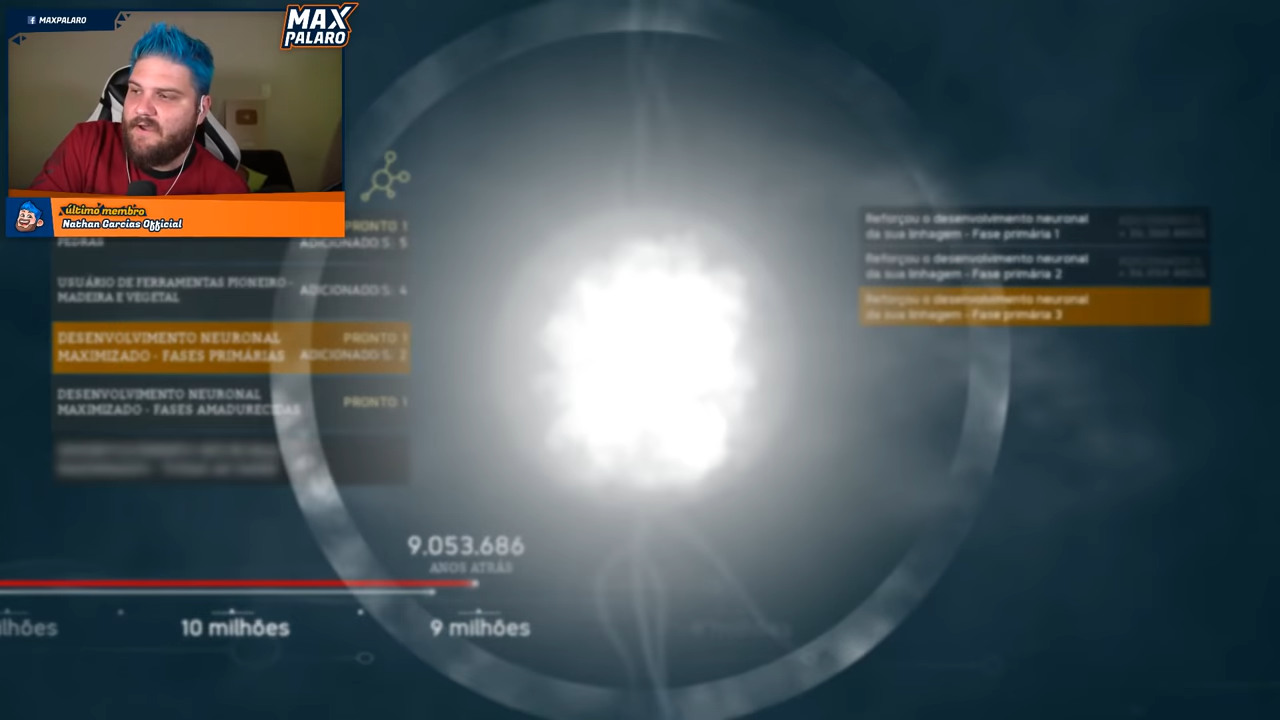 MAXPALARO
MAX
PALARO
último membro
Nathan Garcias Official
PRONTO 1
PEDRAS
ADICIONADOS: 5
USUÁRIO DE FERRAMENTAS PIONEIRO -
MADEIRA E VEGETAL
ADICIONADOS: 4
DESENVOLVIMENTO NEURONAL
MAXIMIZADO - FASES PRIMÁRIAS
PRONTO 1
ADICIONADOS: 2
DESENVOLVIMENTO NEURONAL
MAXIMIZADO - FASES AMADURECIDAS
PRONTO 1
Reforçou o desenvolvimento neuronal
da sua linhagem - Fase primária 1
Reforçou o desenvolvimento neuronal
da sua linhagem - Fase primária 2
Reforçou o desenvolvimento neuronal
da sua linhagem - Fase primária 3
9.053.686
ANOS ATRÁS
10 milhões
9 milhões